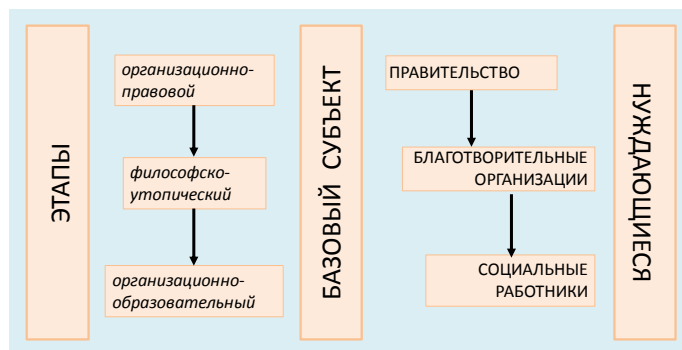 ЭТАПЫ
организационно-
правовой
философско-
утопический
организационно-
образовательный
БАЗОВЫЙ СУБЪЕКТ
ПРАВИТЕЛЬСТВО
БЛАГОТВОРИТЕЛЬНЫЕ
ОРГАНИЗАЦИИ
СОЦИАЛЬНЫЕ
РАБОТНИКИ
НУЖДАЮЩИЕСЯ